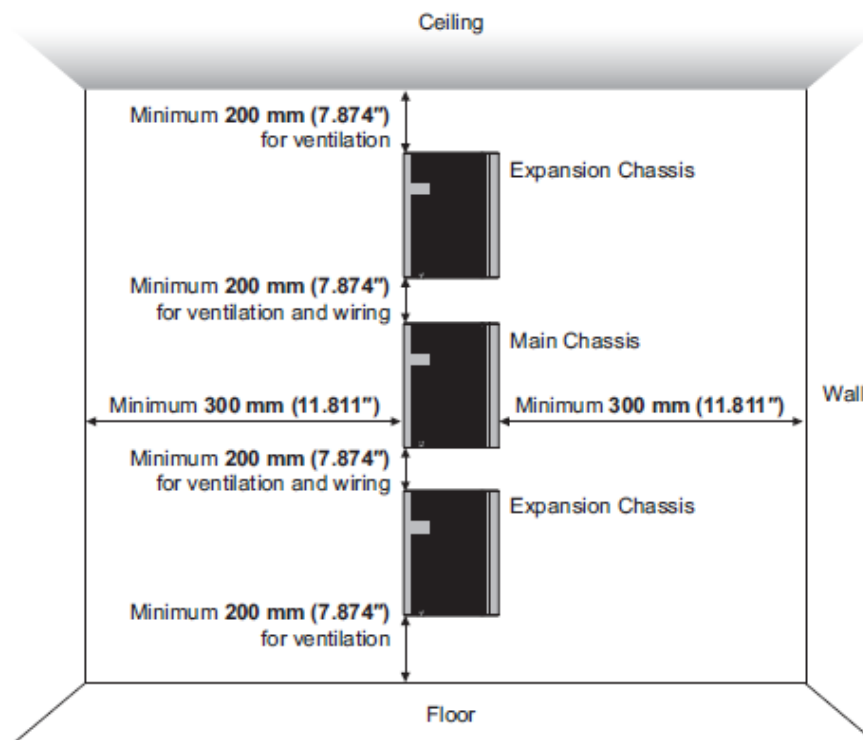 Ceiling
Minimum 200 mm (7.874″)
for ventilation
Expansion Chassis
Minimum 200 mm (7.874″)
for ventilation and wiring
Main Chassis
Minimum 300 mm (11.811″)
Minimum 300 mm (11.811″)
Wall
Minimum 200 mm (7.874″)
for ventilation and wiring
Expansion Chassis
Minimum 200 mm (7.874″)
for ventilation
Floor